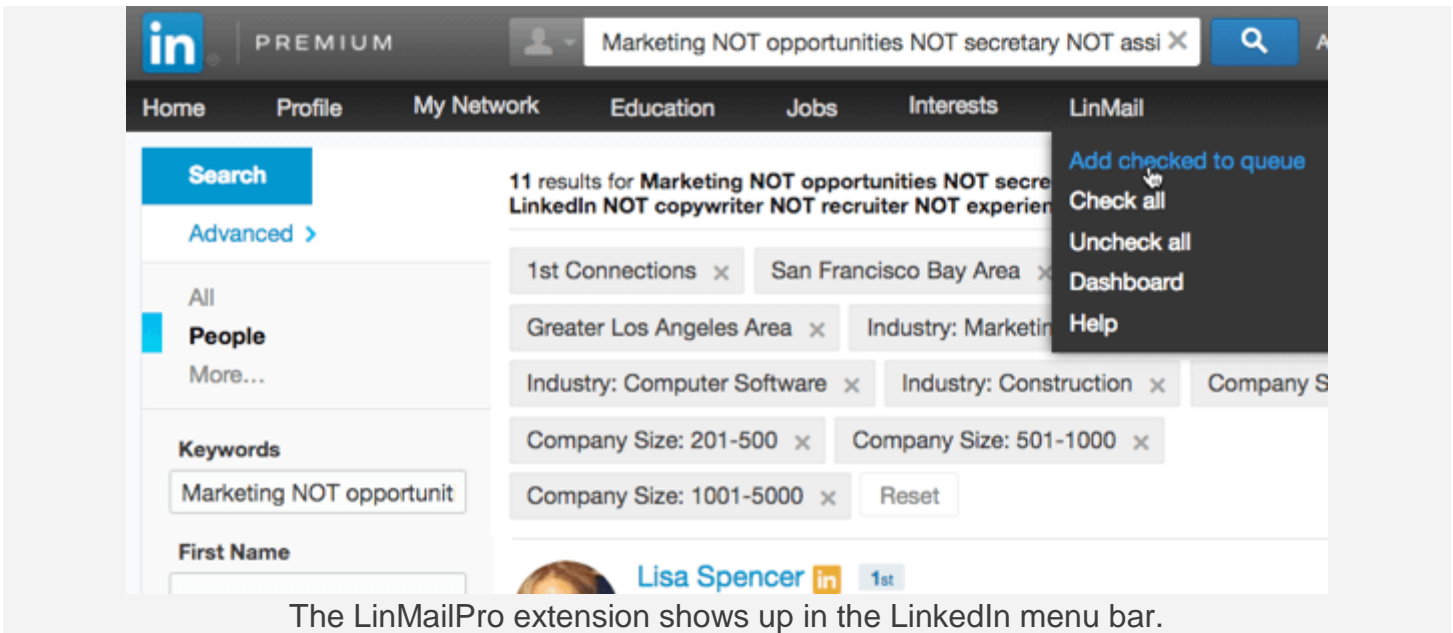 in PREMIUM Marketing NOT opportunities NOT secretary NOT assi × A
Home Profile My Network Education Jobs Interests LinMail
Search
Advanced >
All
People
More...
Keywords
Marketing NOT opportunit
First Name
11 results for Marketing NOT opportunities NOT secre
LinkedIn NOT copywriter NOT recruiter NOT experien
1st Connections × San Francisco Bay Area ×
Greater Los Angeles Area × Industry: Marketin
Industry: Computer Software × Industry: Construction × Company S
Company Size: 201-500 × Company Size: 501-1000 ×
Company Size: 1001-5000 × Reset
Lisa Spencer in 1st
Add checked to queue
Check all
Uncheck all
Dashboard
Help
The LinMailPro extension shows up in the LinkedIn menu bar.